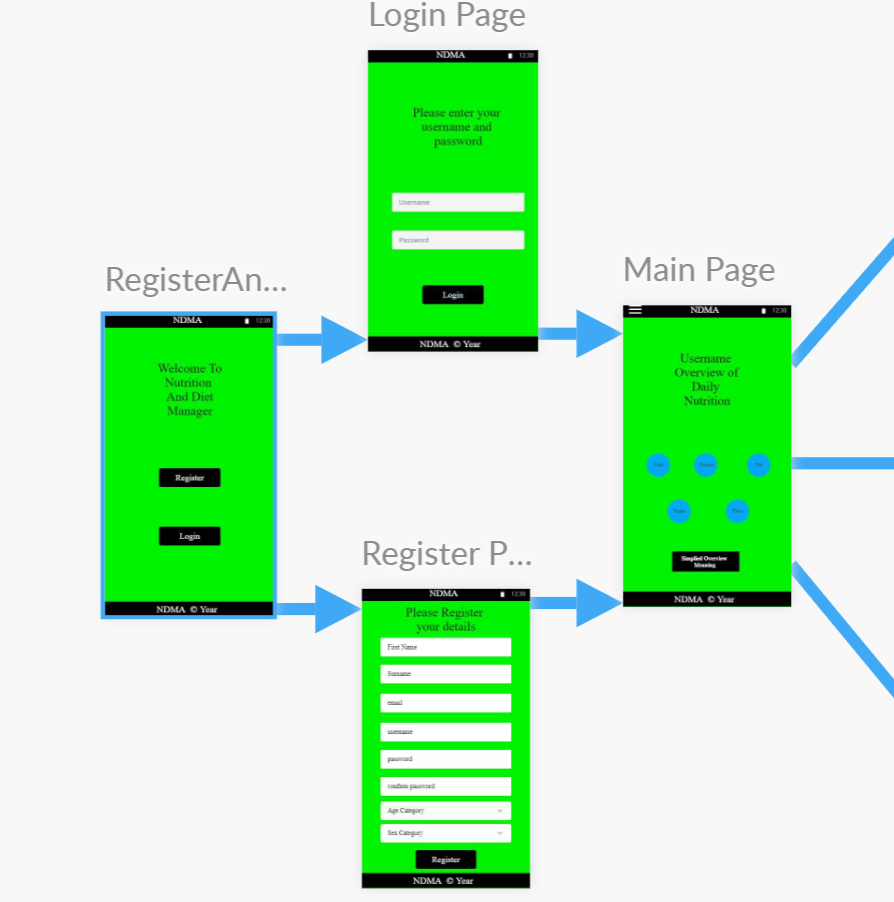 Login Page
NDMA 12:30
Please enter your
username and
password
Username
Password
Login
NDMA © Year
RegisterAn...
NDMA 12:30
Welcome To
Nutrition
And Diet
Manager
Register
Login
NDMA © Year
Main Page
NDMA 12:30
Username
Overview of
Daily
Nutrition
Simplied Overview
Meaning
NDMA © Year
Register P...
NDMA 12:30
Please Register
your details
First Name
Surname
email
username
password
confirm password
Age Category
Sex Category
Register
NDMA © Year